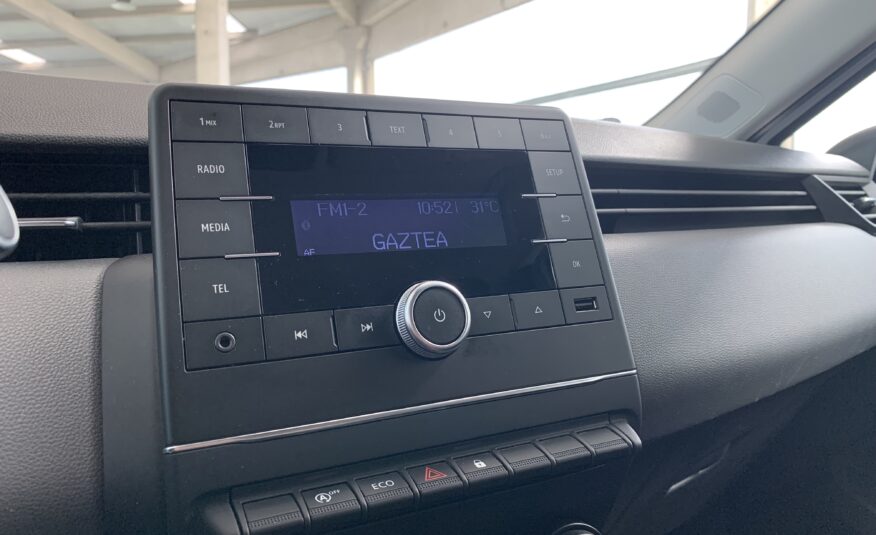 1 MIX 2 RPT 3 TEXT 4 5
RADIO SETUP
FM1-2 10:52 31°C
MEDIA
AF GAZTEA
TEL OK
A OFF ECO